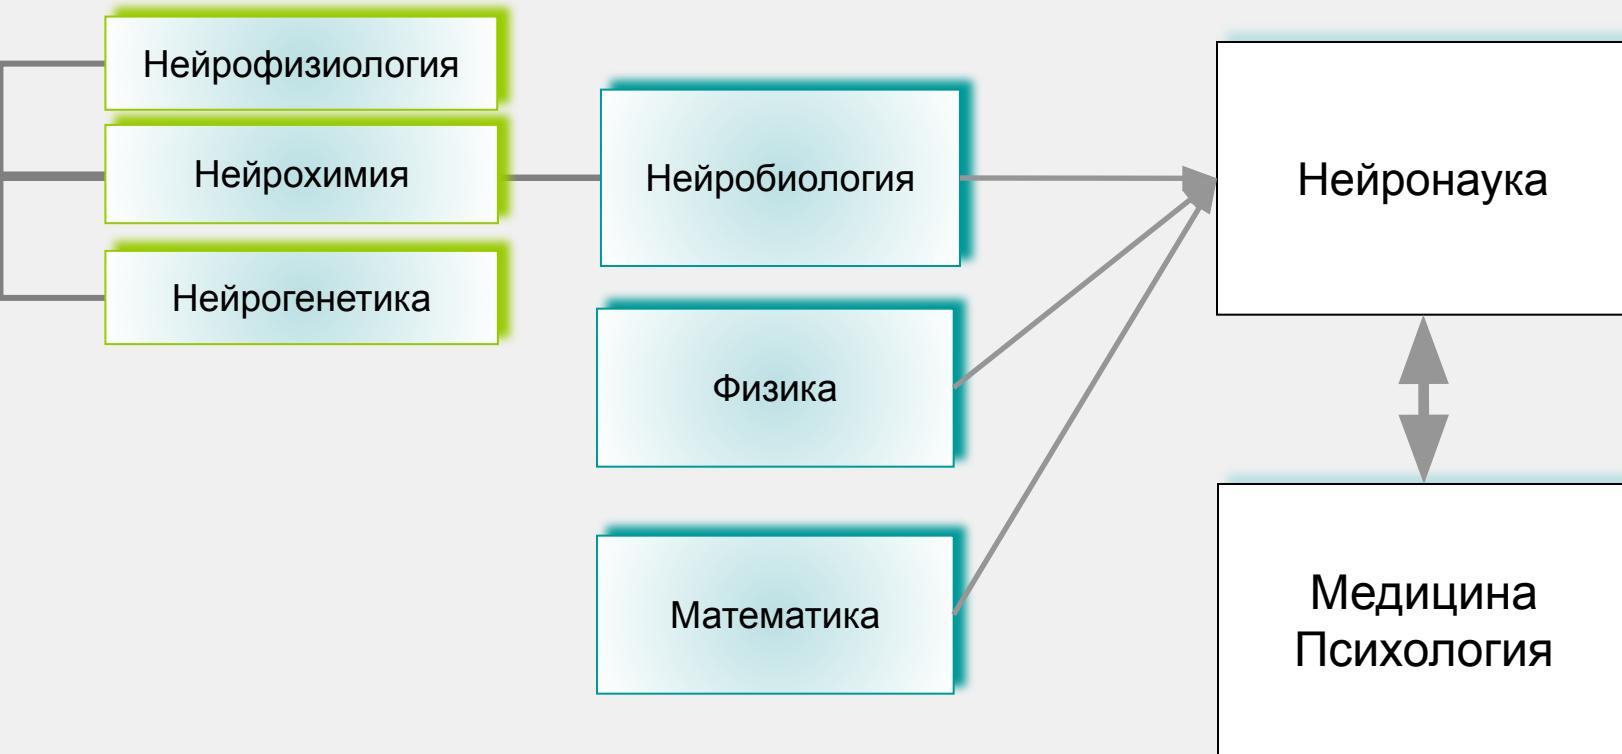 Нейрофизиология
Нейрохимия
Нейрогенетика
Нейробиология
Физика
Математика
Нейронаука
Медицина
Психология